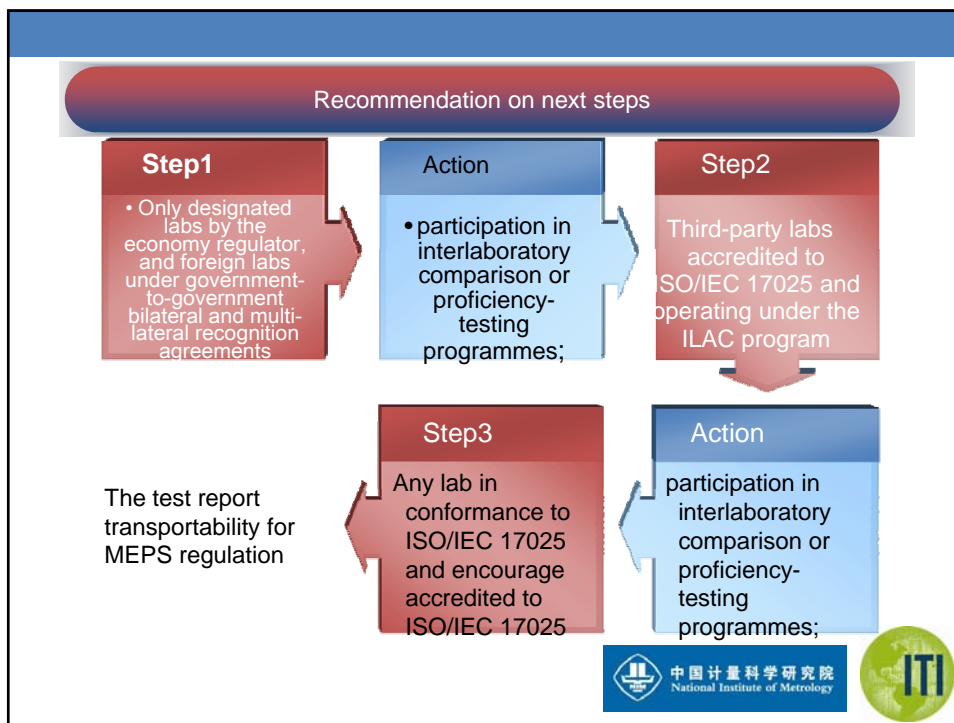 Recommendation on next steps
Step1
• Only designated
labs by the
economy regulator,
and foreign labs
under government-
to-government
bilateral and multi-
lateral recognition
agreements
Action
• participation in
interlaboratory
comparison or
proficiency-
testing
programmes;
Step2
Third-party labs
accredited to
ISO/IEC 17025 and
operating under the
ILAC program
Action
participation in
interlaboratory
comparison or
proficiency-
testing
programmes;
Step3
Any lab in
conformance to
ISO/IEC 17025
and encourage
accredited to
ISO/IEC 17025
The test report
transportability for
MEPS regulation
中国计量科学研究院
National Institute of Metrology
ITI